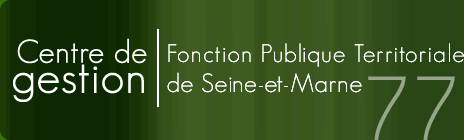 Centre de
gestion
Fonction Publique Territoriale
de Seine-et-Marne
77